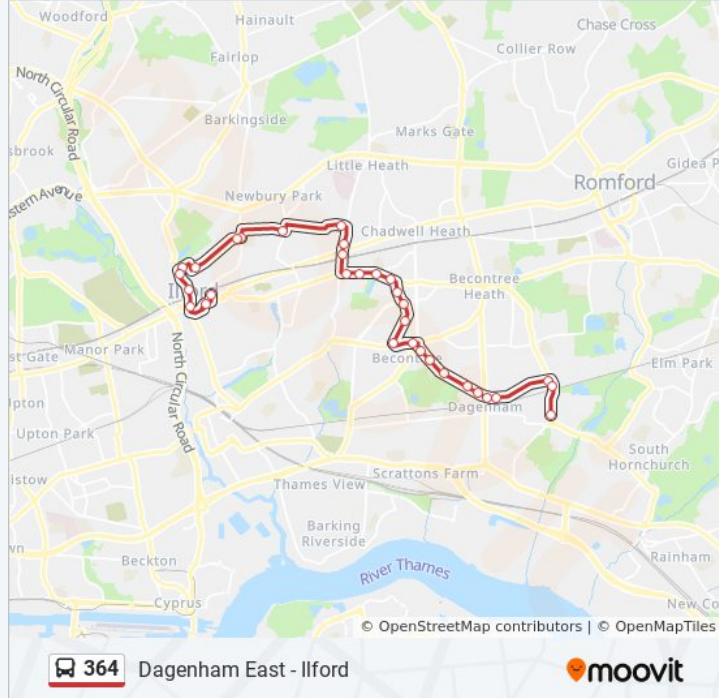 Woodford
Hainault
Chase Cross
Collier Row
Fairlop
North Circular Road
Barkingside
Marks Gate
Gidea P
sbrook
Little Heath
Romford
astern Avenue
Newbury Park
Chadwell Heath
Becontree
Heath
Ilford
Manor Park
st Gate
Becontree
Elm Park
North Circular Road
Dagenham
Upton
Upton Park
South
Hornchurch
Scrattons Farm
istow
Thames View
Barking
Riverside
wn
Beckton
River Thames
Rainham
Cyprus
New Co
© OpenStreetMap contributors | © OpenMapTiles
364 Dagenham East - Ilford
moovit